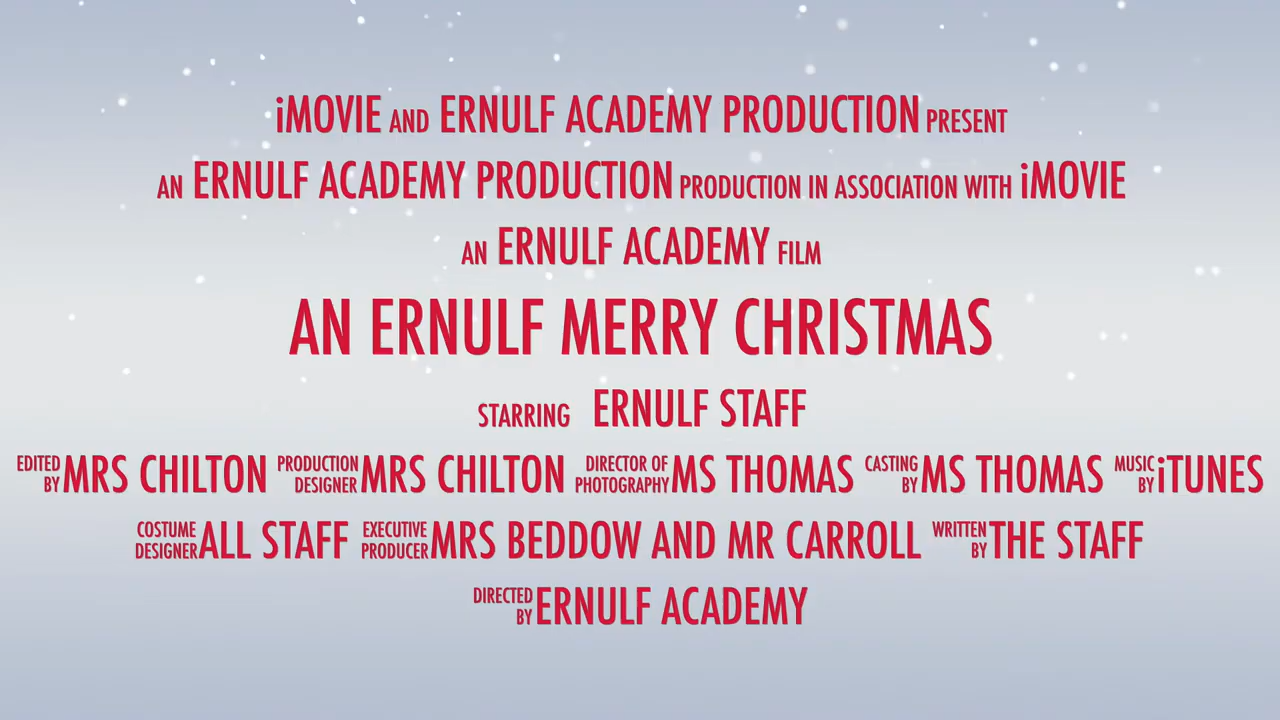 iMOVIE AND ERNULF ACADEMY PRODUCTION PRESENT
AN ERNULF ACADEMY PRODUCTION PRODUCTION IN ASSOCIATION WITH iMOVIE
AN ERNULF ACADEMY FILM
AN ERNULF MERRY CHRISTMAS
STARRING ERNULF STAFF
EDITED BY MRS CHILTON PRODUCTION DESIGNER MRS CHILTON DIRECTOR OF PHOTOGRAPHY MS THOMAS CASTING BY MS THOMAS MUSIC BY iTUNES
COSTUME DESIGNER ALL STAFF EXECUTIVE PRODUCER MRS BEDDOW AND MR CARROLL WRITTEN BY THE STAFF
DIRECTED BY ERNULF ACADEMY